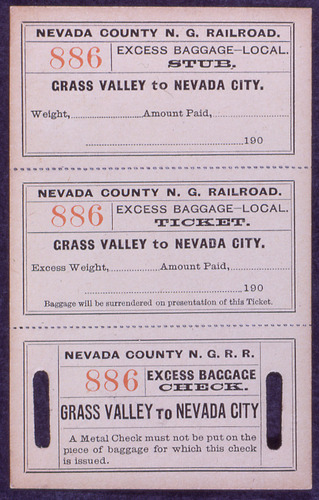 NEVADA COUNTY N. G. RAILROAD.
886 EXCESS BAGGAGE—LOCAL.
STUB.
GRASS VALLEY to NEVADA CITY.
Weight,........................Amount Paid,........................
..................................................190
NEVADA COUNTY N. G. RAILROAD.
886 EXCESS BAGGAGE—LOCAL.
TICKET.
GRASS VALLEY to NEVADA CITY.
Excess Weight,................Amount Paid,....................
..................................................190
Baggage will be surrendered on presentation of this Ticket.
NEVADA COUNTY N. G. R. R.
886 EXCESS BAGGAGE
CHECK.
GRASS VALLEY TO NEVADA CITY
A Metal Check must not be put on the
piece of baggage for which this check
is issued.